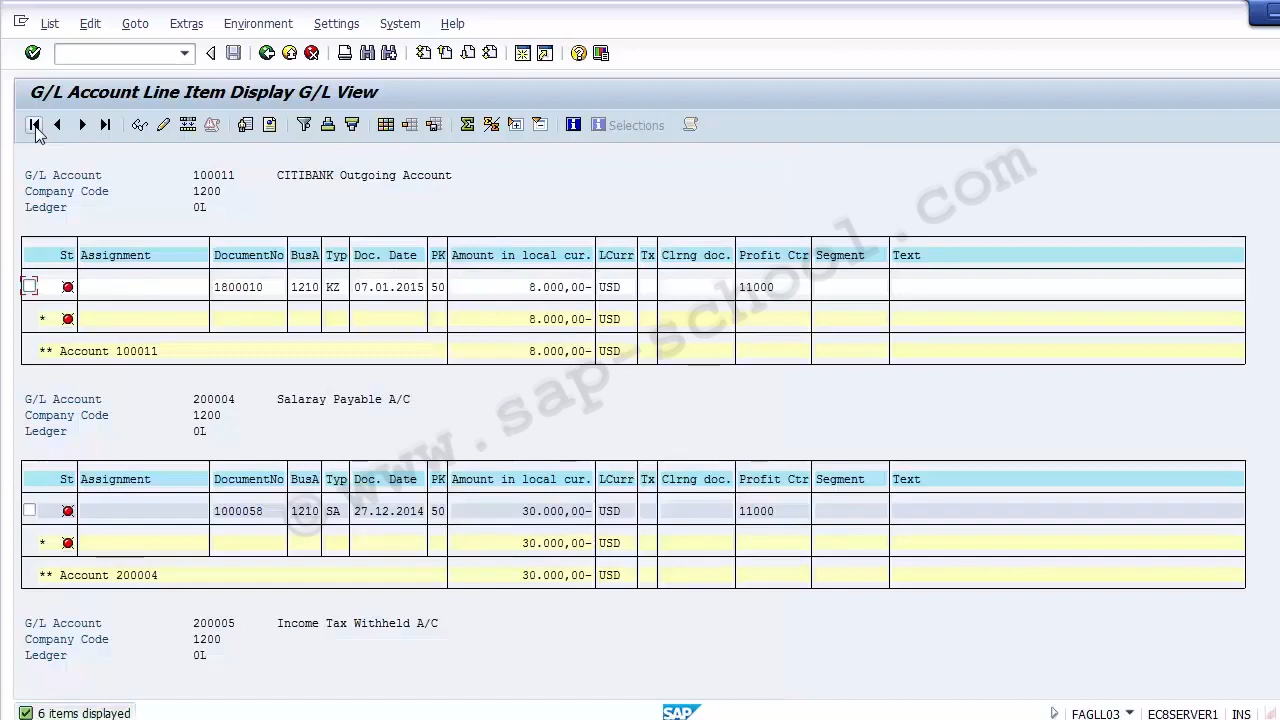 List Edit Goto Extras Environment Settings System Help
G/L Account Line Item Display G/L View
Selections
G/L Account 100011 CITIBANK Outgoing Account
Company Code 1200
Ledger 0L
St Assignment DocumentNo BusA Typ Doc. Date PK Amount in local cur. LCurr Tx Clrng doc. Profit Ctr Segment Text
1800010 1210 KZ 07.01.2015 50 8.000,00- USD 11000
* 8.000,00- USD
** Account 100011 8.000,00- USD
G/L Account 200004 Salaray Payable A/C
Company Code 1200
Ledger 0L
St Assignment DocumentNo BusA Typ Doc. Date PK Amount in local cur. LCurr Tx Clrng doc. Profit Ctr Segment Text
1000058 1210 SA 27.12.2014 50 30.000,00- USD 11000
* 30.000,00- USD
** Account 200004 30.000,00- USD
G/L Account 200005 Income Tax Withheld A/C
Company Code 1200
Ledger 0L
© www.sap-school.com
6 items displayed SAP FAGLL03 EC8SERVER1 INS